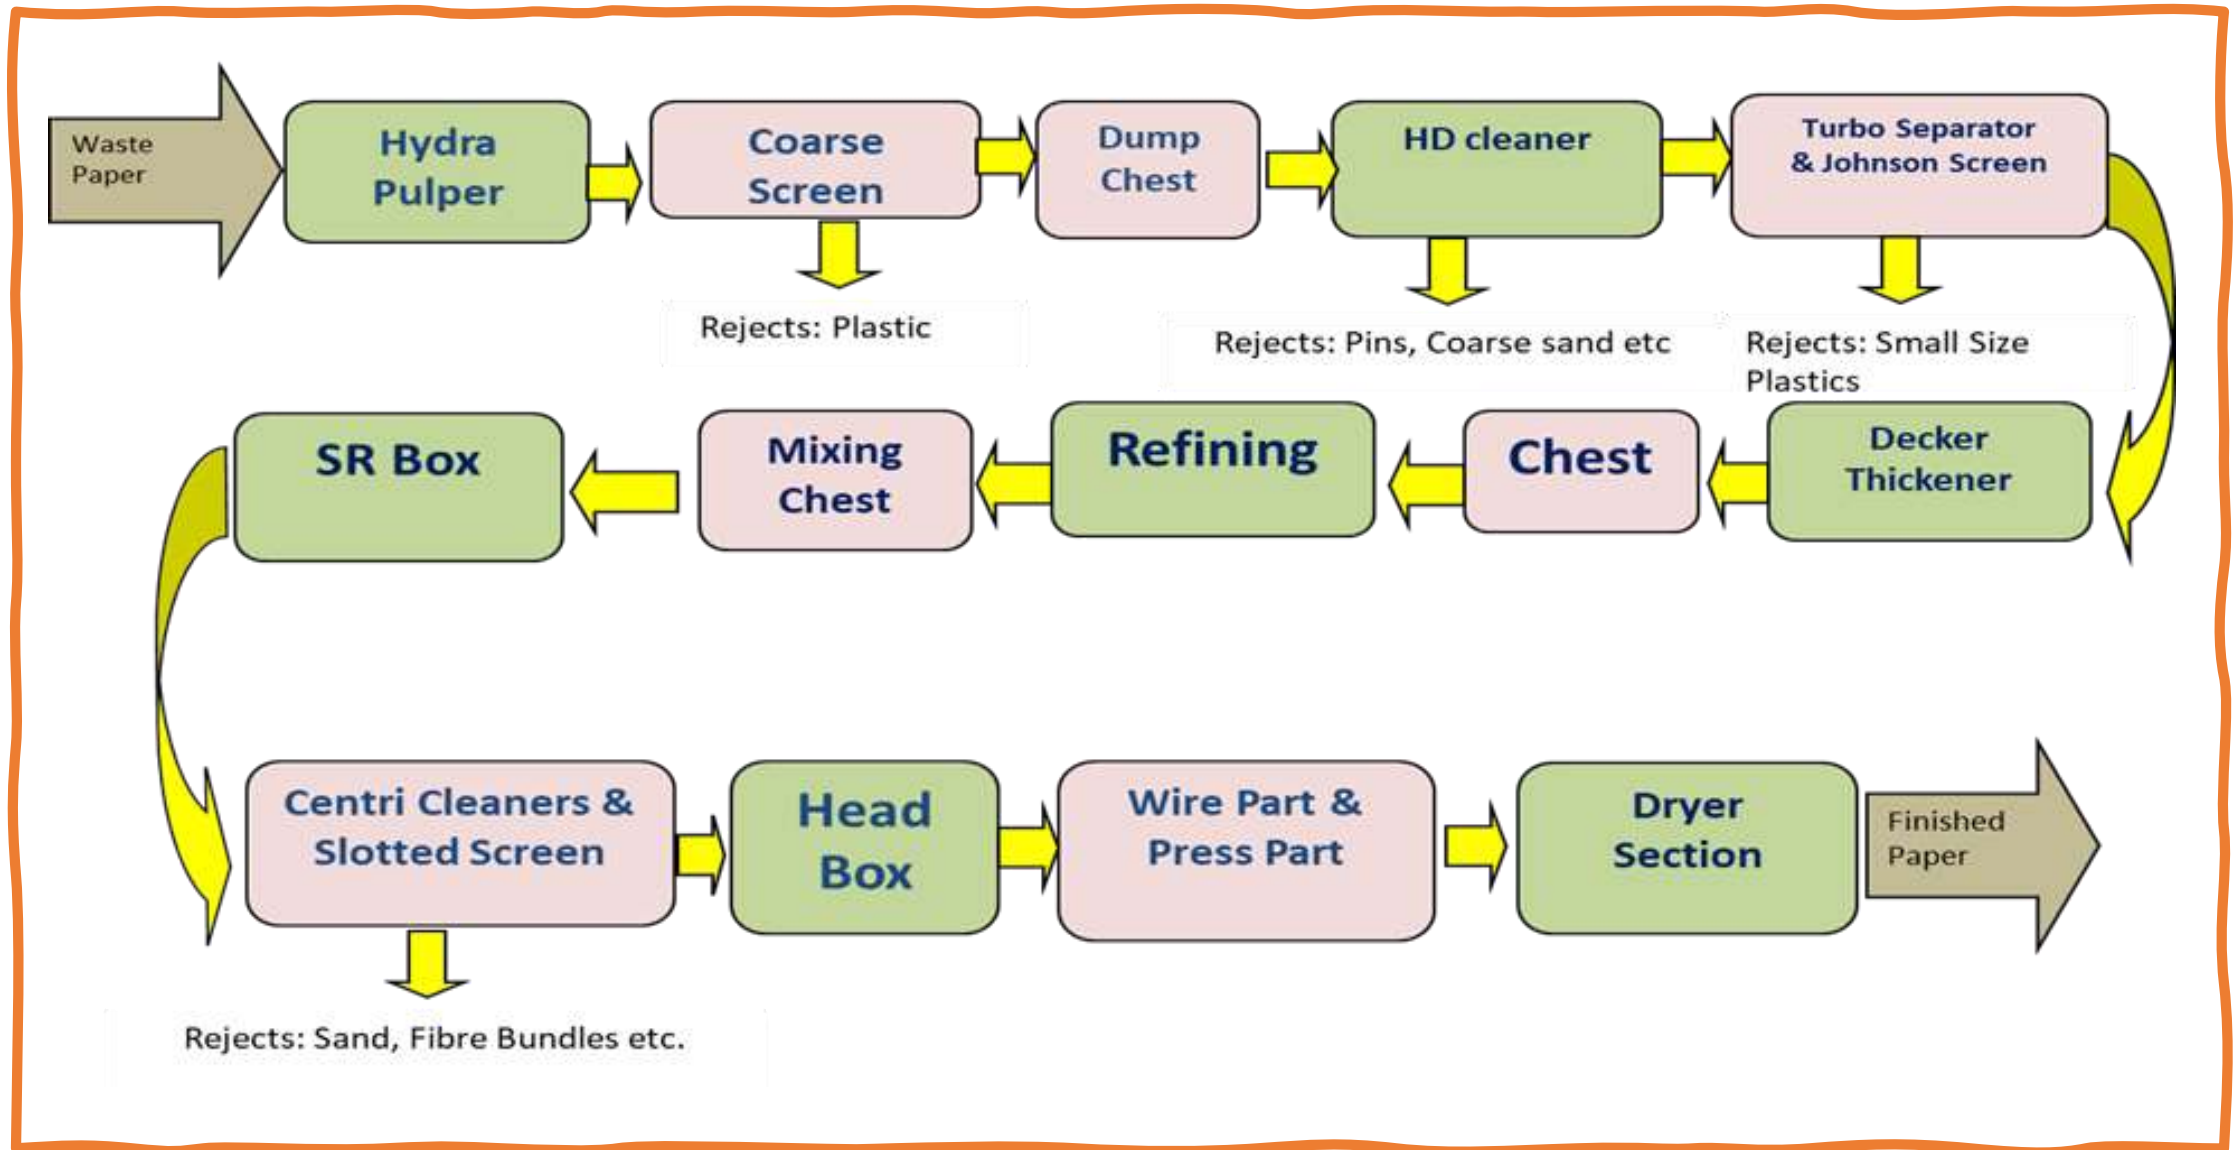 Waste
Paper
Hydra
Pulper
Coarse
Screen
Dump
Chest
HD cleaner
Turbo Separator
& Johnson Screen
Rejects: Plastic
Rejects: Pins, Coarse sand etc
Rejects: Small Size
Plastics
Decker
Thickener
Chest
Refining
Mixing
Chest
SR Box
Centri Cleaners &
Slotted Screen
Head
Box
Wire Part &
Press Part
Dryer
Section
Finished
Paper
Rejects: Sand, Fibre Bundles etc.